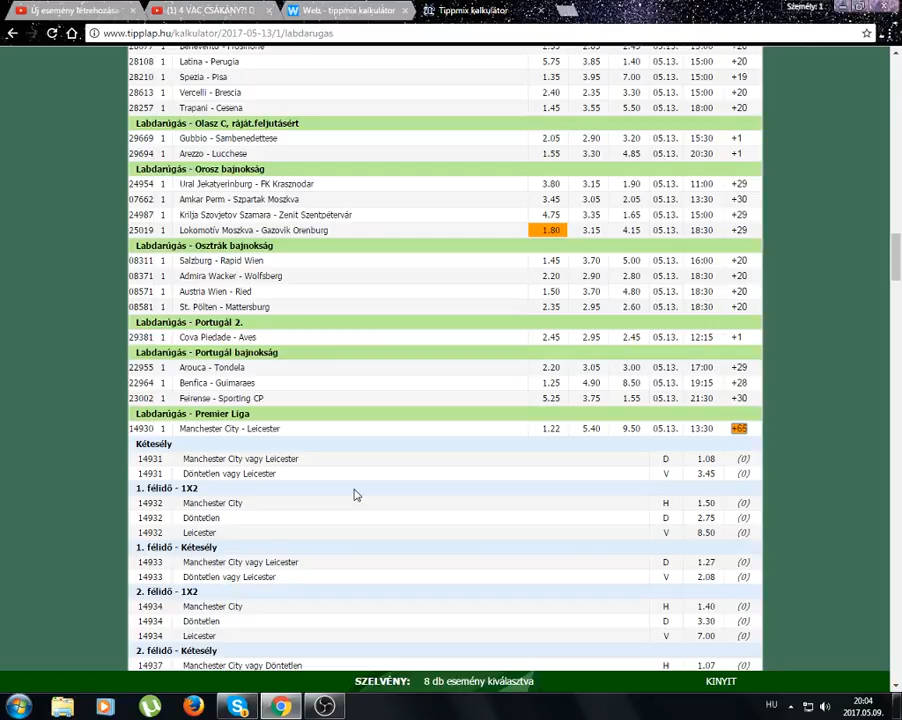 Új esemény létrehozása
(1) 4 VAC CSÁKÁNY?! D
Web. - tippmix kalkulátor
Tippmix kalkulátor
Személy: 1
www.tipplap.hu/kalkulator/2017-05-13/1/labdarugas
28108 1 Latina - Perugia 5.75 3.85 1.40 05.13. 15:00 +20
28210 1 Spezia - Pisa 1.35 3.95 7.00 05.13. 15:00 +19
28613 1 Vercelli - Brescia 2.40 2.35 3.30 05.13. 15:00 +20
28257 1 Trapani - Cesena 1.45 3.55 5.50 05.13. 18:00 +20
Labdarúgás - Olasz C, ráját.feljutásért
29669 1 Gubbio - Sambenedettese 2.05 2.90 3.20 05.13. 15:30 +1
29694 1 Arezzo - Lucchese 1.55 3.30 4.85 05.13. 20:30 +1
Labdarúgás - Orosz bajnokság
24954 1 Ural Jekatyerinburg - FK Krasznodar 3.80 3.15 1.90 05.13. 11:00 +29
07662 1 Amkar Perm - Szpartak Moszkva 3.45 3.05 2.05 05.13. 13:30 +30
24987 1 Krilja Szovjetov Szamara - Zenit Szentpétervár 4.75 3.35 1.65 05.13. 15:00 +29
25019 1 Lokomotív Moszkva - Gazovik Orenburg 1.80 3.15 4.15 05.13. 18:30 +29
Labdarúgás - Osztrák bajnokság
08311 1 Salzburg - Rapid Wien 1.45 3.70 5.00 05.13. 16:00 +20
08371 1 Admira Wacker - Wolfsberg 2.20 2.90 2.80 05.13. 18:30 +20
08571 1 Austria Wien - Ried 1.50 3.70 4.80 05.13. 18:30 +20
08581 1 St. Pölten - Mattersburg 2.35 2.95 2.60 05.13. 18:30 +20
Labdarúgás - Portugál 2.
29381 1 Cova Piedade - Aves 2.45 2.95 2.45 05.13. 12:15 +1
Labdarúgás - Portugál bajnokság
22955 1 Arouca - Tondela 2.20 3.05 3.00 05.13. 17:00 +29
22964 1 Benfica - Guimaraes 1.25 4.90 8.50 05.13. 19:15 +28
23002 1 Feirense - Sporting CP 5.25 3.75 1.55 05.13. 21:30 +30
Labdarúgás - Premier Liga
14930 1 Manchester City - Leicester 1.22 5.40 9.50 05.13. 13:30 +65
Kétesély
14931 Manchester City vagy Leicester D 1.08 (0)
14931 Döntetlen vagy Leicester V 3.45 (0)
1. félidő - 1X2
14932 Manchester City H 1.50 (0)
14932 Döntetlen D 2.75 (0)
14932 Leicester V 8.50 (0)
1. félidő - Kétesély
14933 Manchester City vagy Leicester D 1.27 (0)
14933 Döntetlen vagy Leicester V 2.08 (0)
2. félidő - 1X2
14934 Manchester City H 1.40 (0)
14934 Döntetlen D 3.30 (0)
14934 Leicester V 7.00 (0)
2. félidő - Kétesély
14937 Manchester City vagy Döntetlen H 1.07 (0)
SZELVÉNY: 8 db esemény kiválasztva KINYIT
HU
20:04
2017.05.09.